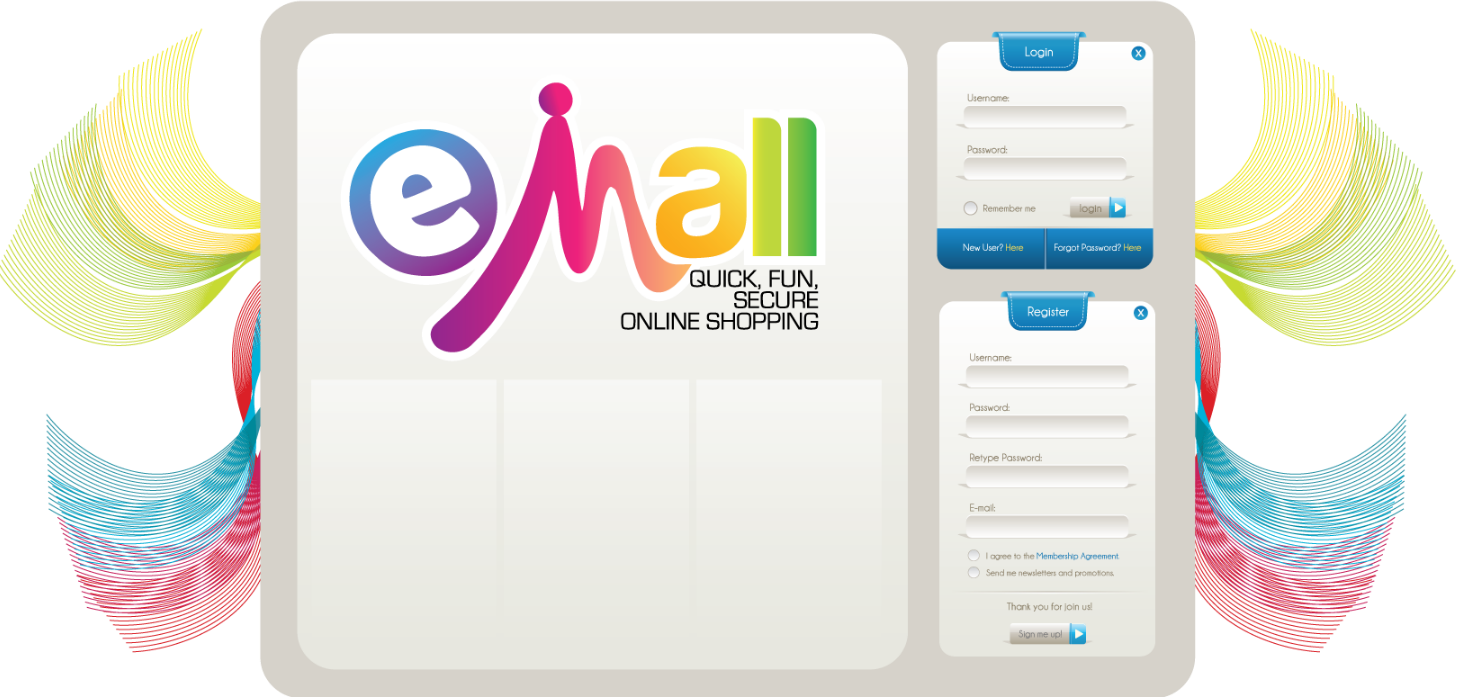 eMall
QUICK, FUN,
SECURE
ONLINE SHOPPING
Login
X
Username:
Password:
Remember me
login
New User? Here
Forgot Password? Here
Register
X
Username:
Password:
Retype Password:
E-mail:
I agree to the Membership Agreement.
Send me newsletters and promotions.
Thank you for join us!
Sign me up!